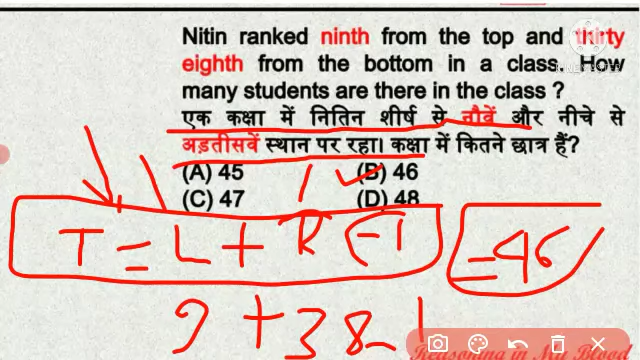 Nitin ranked ninth from the top and thirty
eighth from the bottom in a class. How
many students are there in the class ?
एक कक्षा में नितिन शीर्ष से नौवें और नीचे से
अड़तीसवें स्थान पर रहा। कक्षा में कितने छात्र हैं?
(A) 45 (B) 46
(C) 47 (D) 48
T = L + R - 1 = 46
9 + 38 - 1
Reasoning